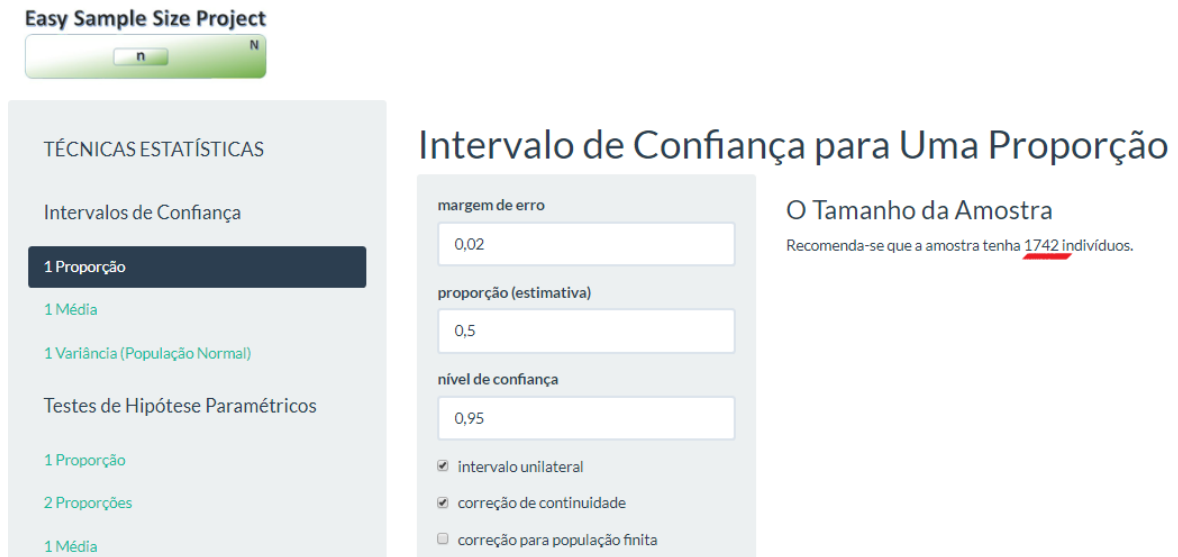 Easy Sample Size Project
N
n
TÉCNICAS ESTATÍSTICAS
Intervalos de Confiança
1 Proporção
1 Média
1 Variância (População Normal)
Testes de Hipótese Paramétricos
1 Proporção
2 Proporções
1 Média
Intervalo de Confiança para Uma Proporção
margem de erro
0,02
proporção (estimativa)
0,5
nível de confiança
0,95
intervalo unilateral
correção de continuidade
correção para população finita
O Tamanho da Amostra
Recomenda-se que a amostra tenha 1742 indivíduos.